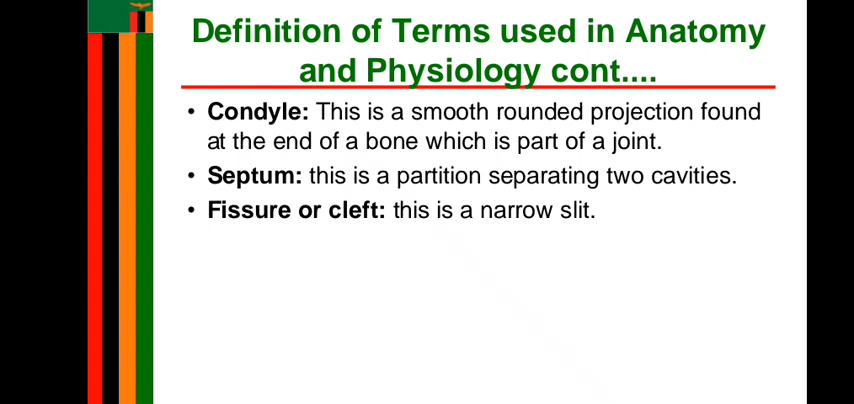 Definition of Terms used in Anatomy
and Physiology cont....
• Condyle: This is a smooth rounded projection found
at the end of a bone which is part of a joint.
• Septum: this is a partition separating two cavities.
• Fissure or cleft: this is a narrow slit.